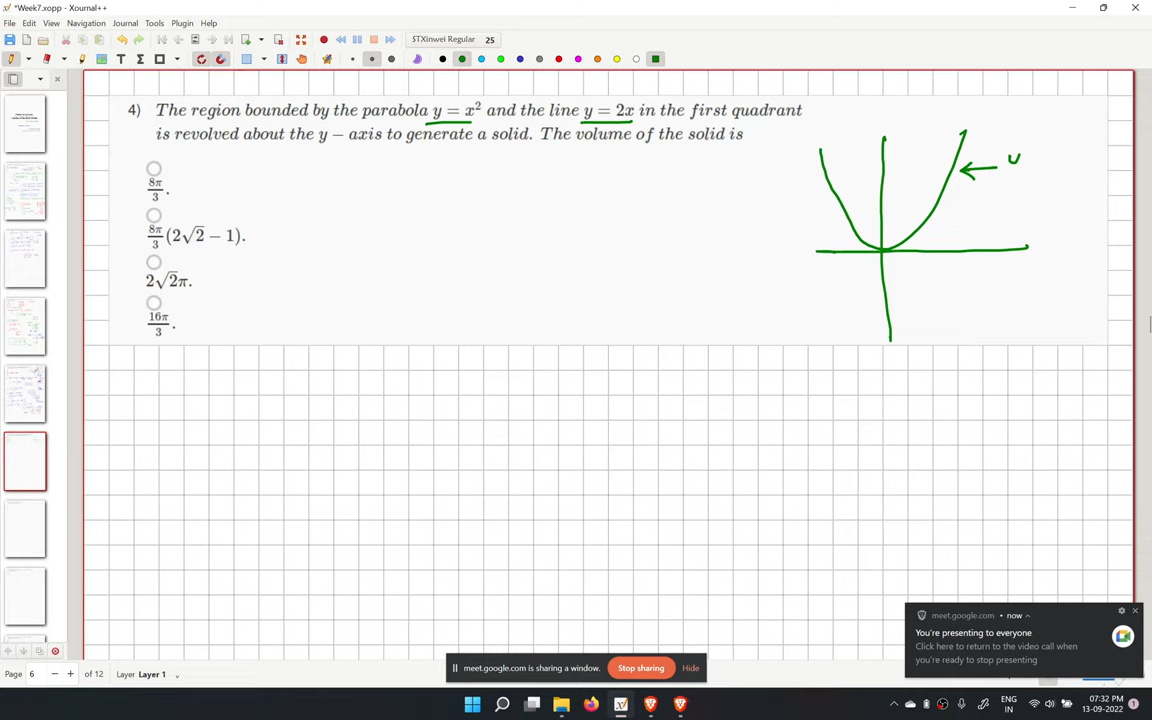 *Week7.xopp - Xournal++
File Edit View Navigation Journal Tools Plugin Help
STXinwei Regular 25
4) The region bounded by the parabola y = x² and the line y = 2x in the first quadrant
is revolved about the y − axis to generate a solid. The volume of the solid is
8π/3.
8π/3 (2√2 − 1).
2√2π.
16π/3.
meet.google.com • now
You're presenting to everyone
Click here to return to the video call when
you're ready to stop presenting
meet.google.com is sharing a window. Stop sharing Hide
Page 6 of 12 Layer Layer 1
ENG
IN
07:32 PM
13-09-2022